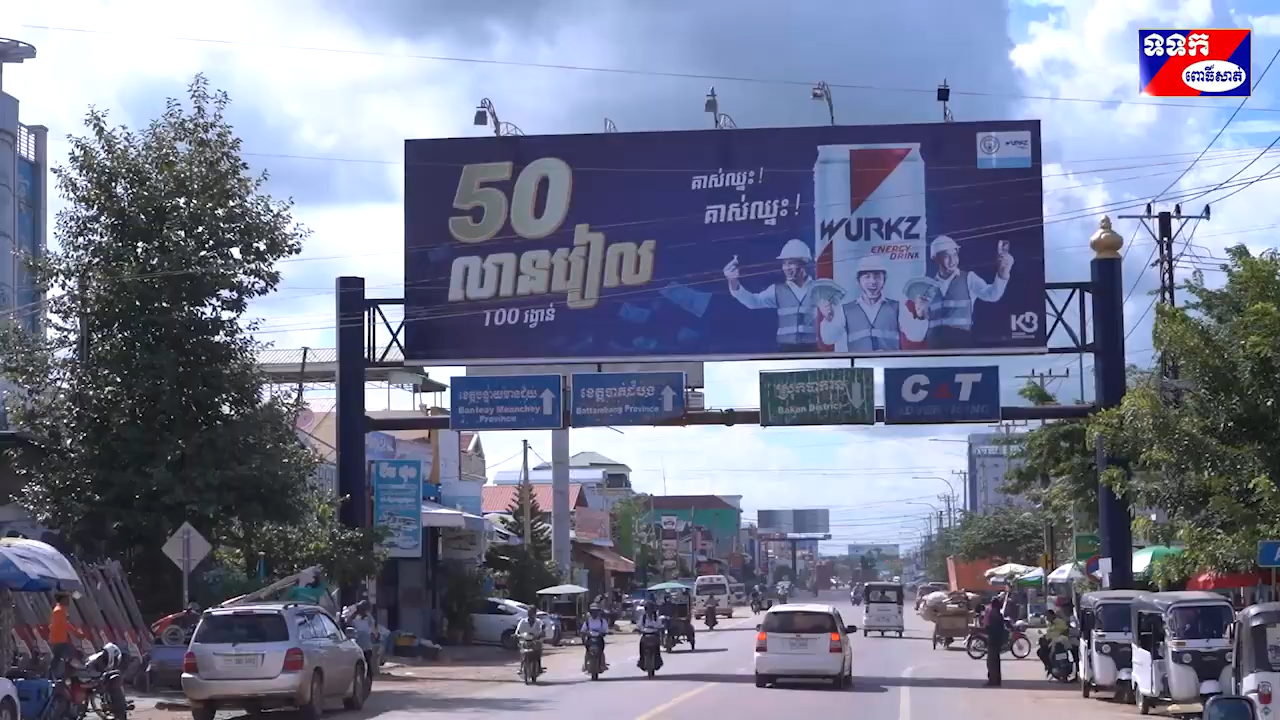 ទទក
ពោធិ៍សាត់
50
លានរៀល
100 រង្វាន់
គាស់ឈ្នះ!
គាស់ឈ្នះ!
WURKZ
ENERGY
DRINK
WURKZ
ខេត្តបន្ទាយមានជ័យ
Banteay Meanchey
Province
ខេត្តបាត់ដំបង
Battambang Province
ស្រុកបាកាន
Bakan District
C&T
ADVERTISING